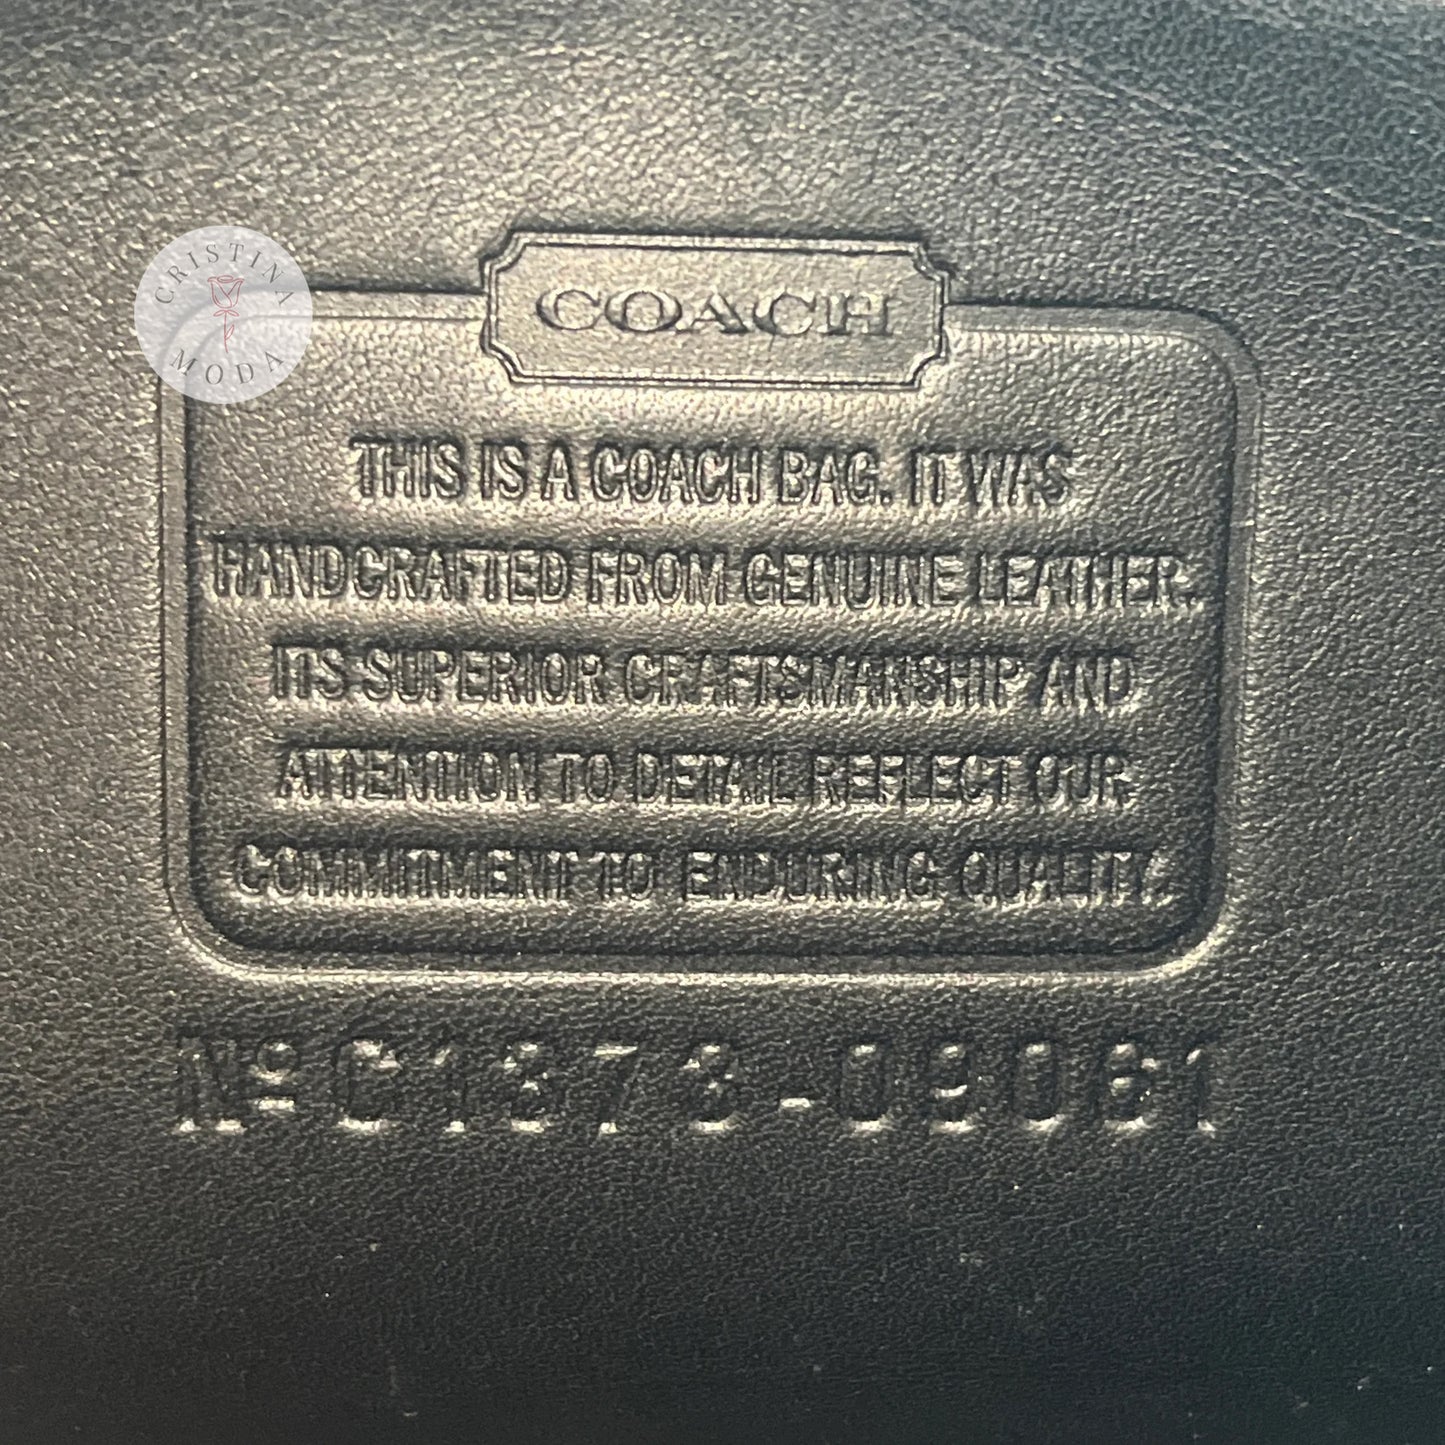 CRISTINA
MODA
COACH
THIS IS A COACH BAG. IT WAS
HANDCRAFTED FROM GENUINE LEATHER.
ITS SUPERIOR CRAFTSMANSHIP AND
ATTENTION TO DETAIL REFLECT OUR
COMMITMENT TO ENDURING QUALITY.